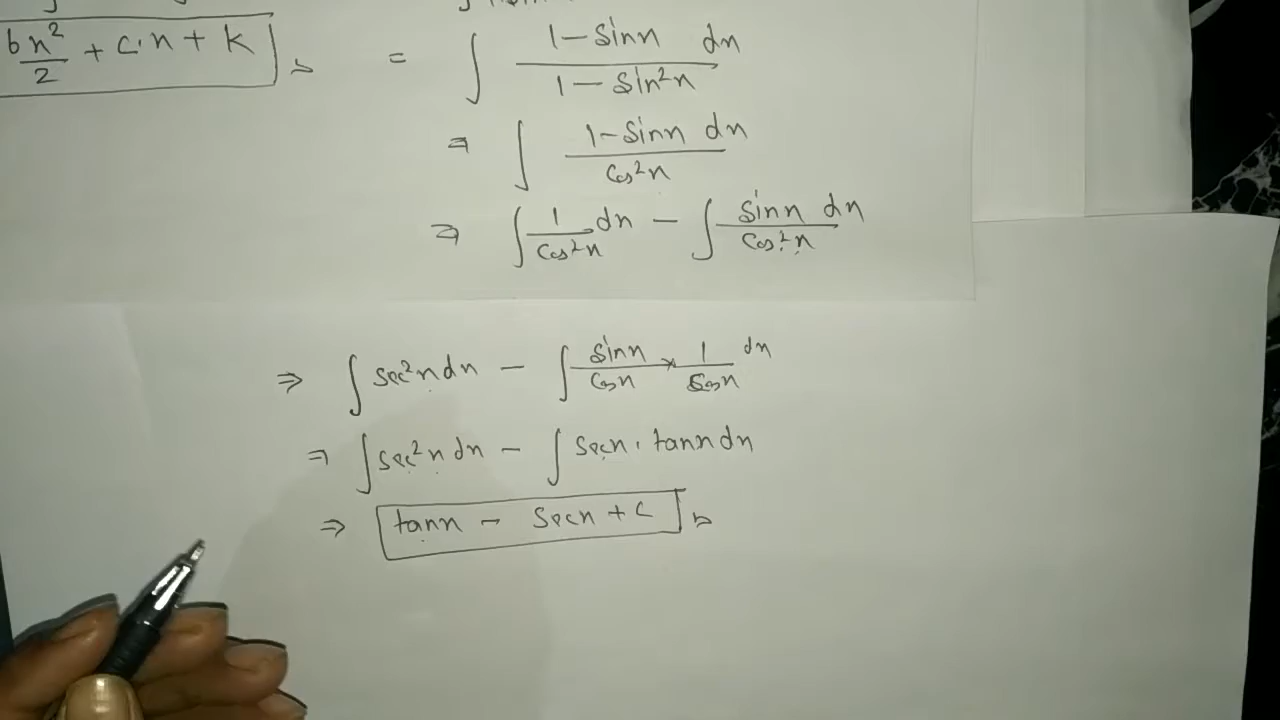 bx²/2 + c·x + k
= ∫ (1 - sinx dx)/(1 - sin²x)
⇒ ∫ (1 - sinx dx)/(cos²x)
⇒ ∫ 1/cos²x dx - ∫ (sinx dx)/(cos²x)
⇒ ∫ sec²x dx - ∫ sinx/cosx × 1/cosx dx
⇒ ∫ sec²x dx - ∫ secx · tanx dx
⇒ tanx - secx + c